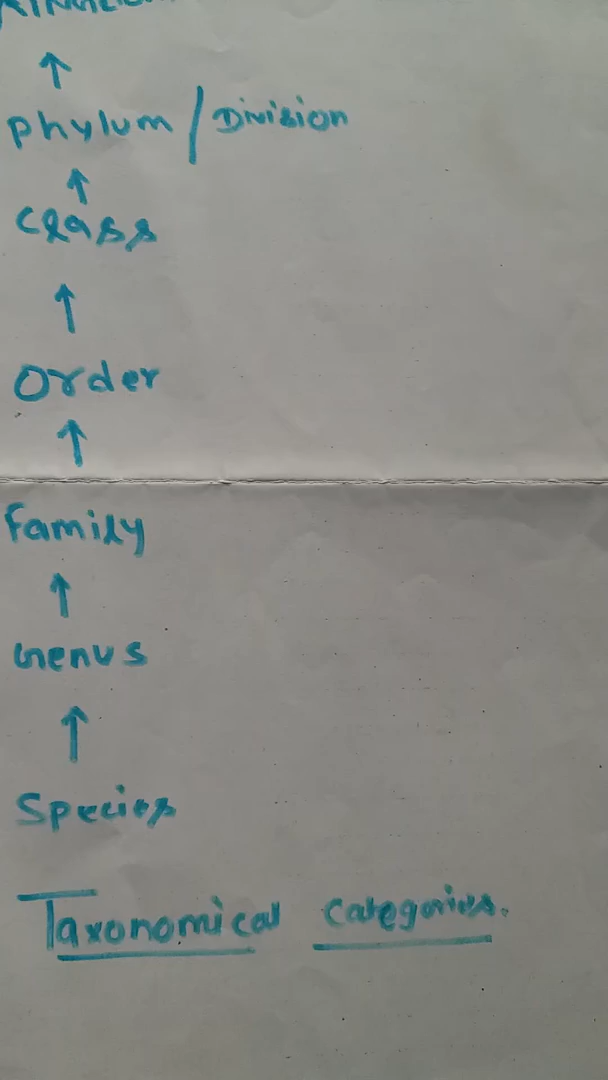 ↑
Phylum / Division
↑
Class
↑
Order
↑
Family
↑
Genus
↑
Species
Taxonomical categories.